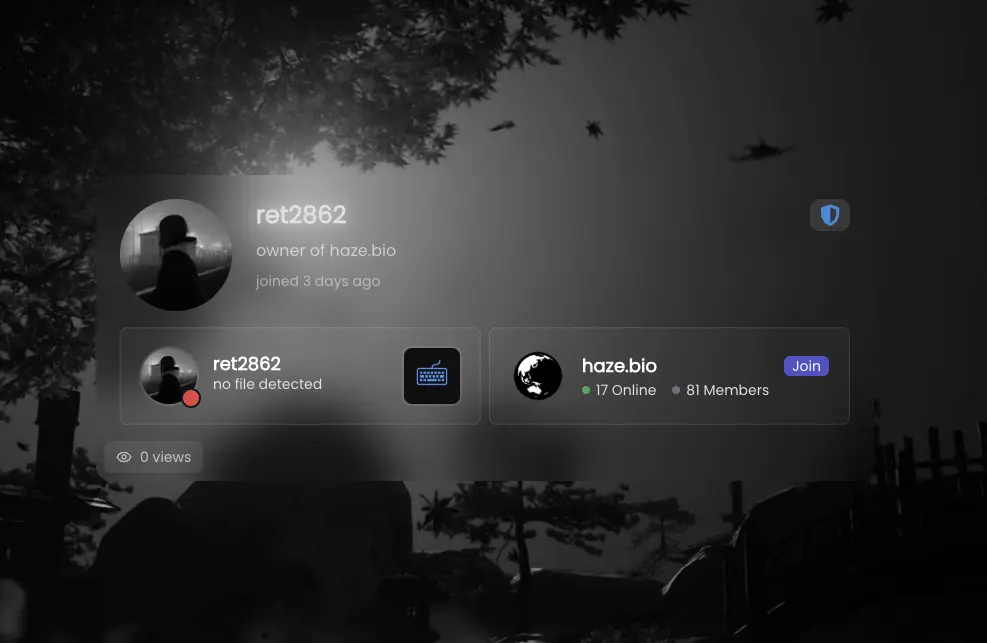 ret2862
owner of haze.bio
joined 3 days ago
ret2862
no file detected
haze.bio
Join
17 Online
81 Members
0 views